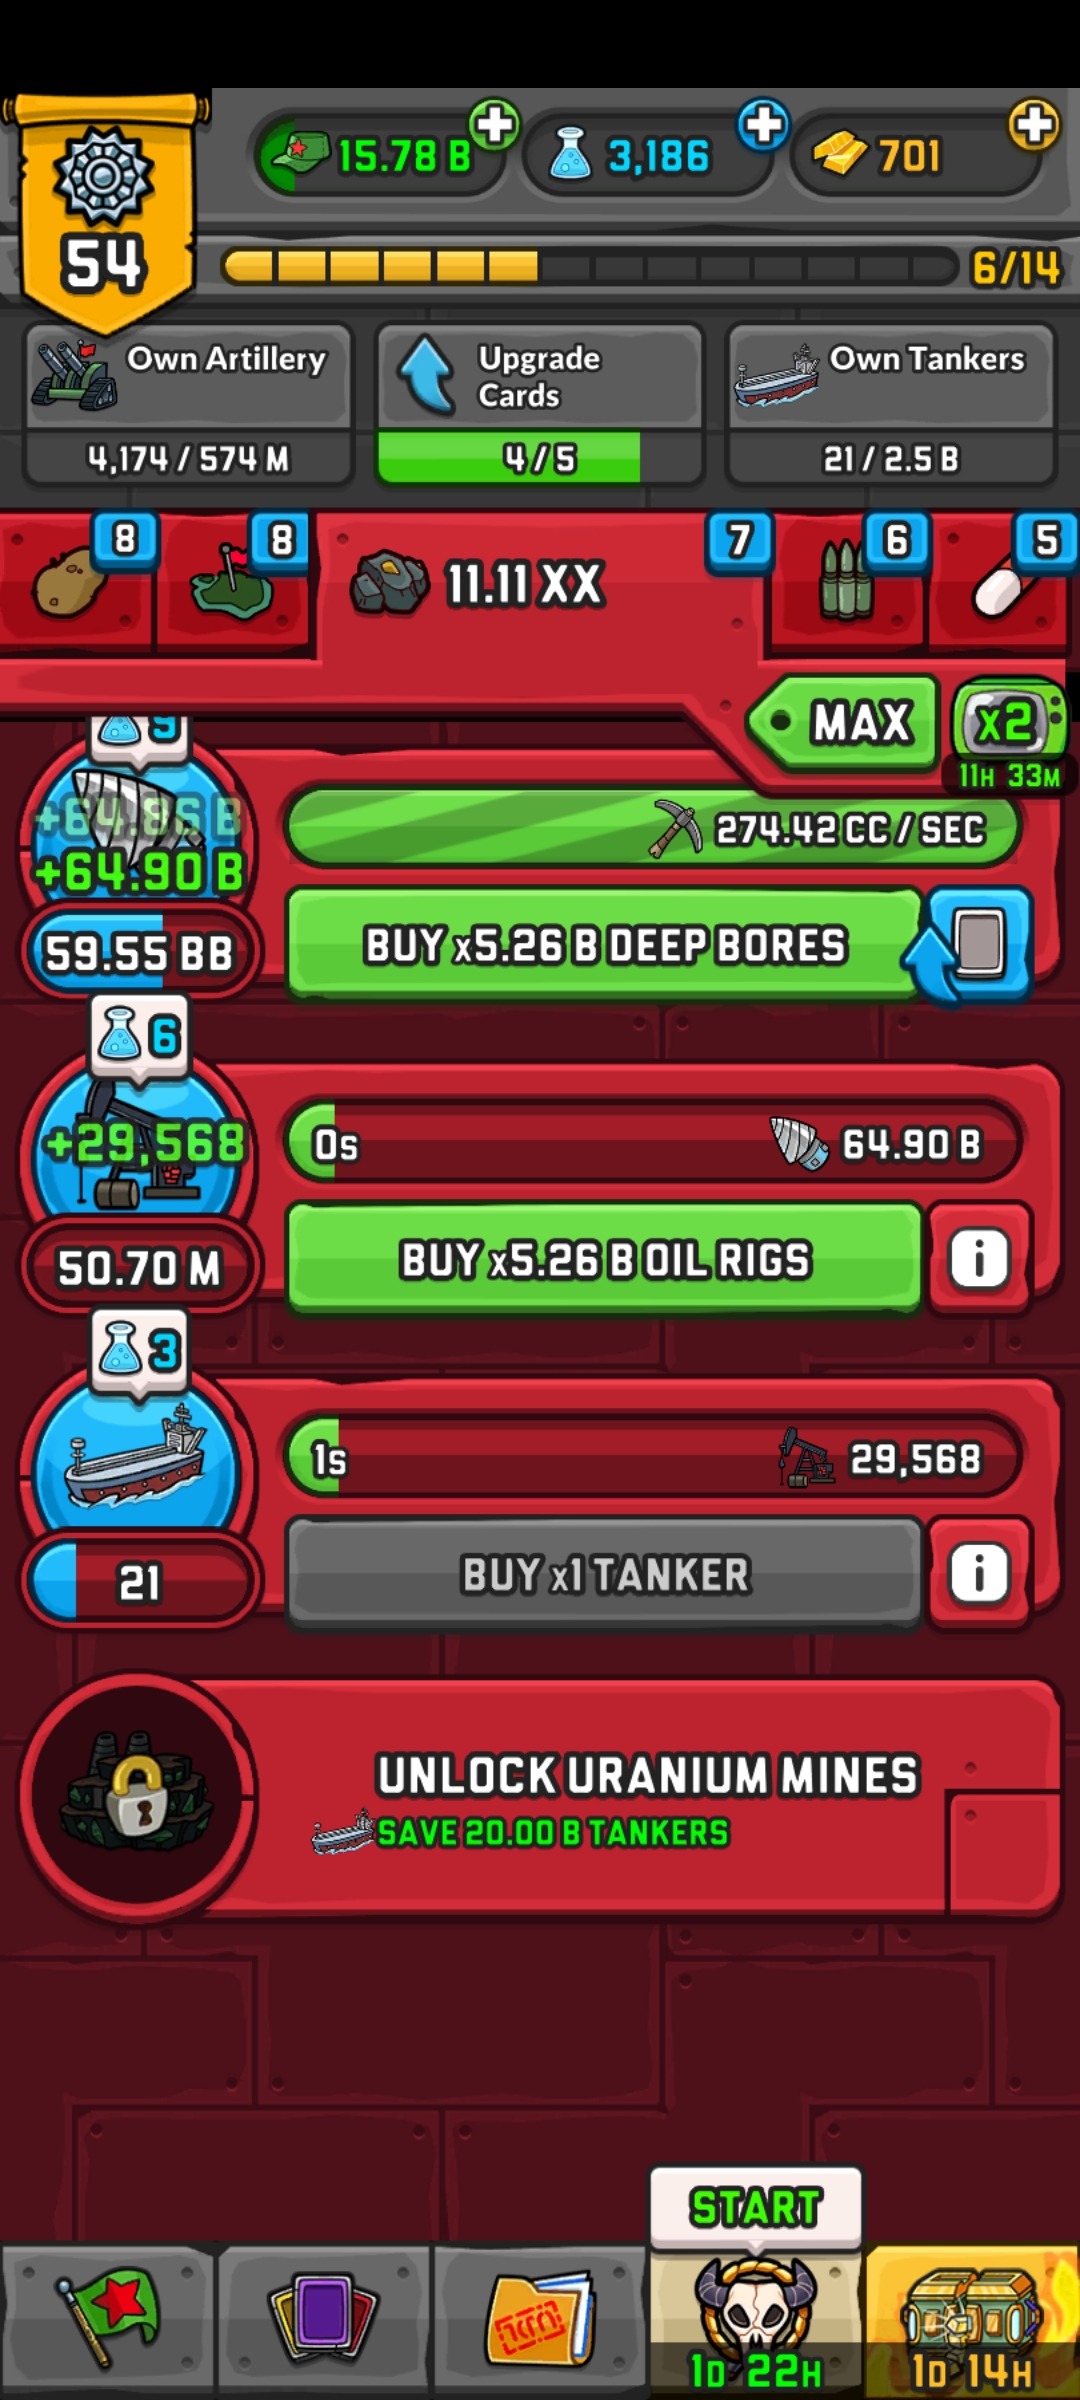 54
15.78 B
3,186
701
6/14
Own Artillery
4,174 / 574 M
Upgrade
Cards
4 / 5
Own Tankers
21 / 2.5 B
8
8
11.11 XX
7
6
5
MAX
x2
11H 33M
9
+64.86 B
+64.90 B
274.42 CC / SEC
59.55 BB
BUY x5.26 B DEEP BORES
6
+29,568
0s
64.90 B
50.70 M
BUY x5.26 B OIL RIGS
i
3
1s
29,568
21
BUY x1 TANKER
i
UNLOCK URANIUM MINES
SAVE 20.00 B TANKERS
START
1D 22H
1D 14H